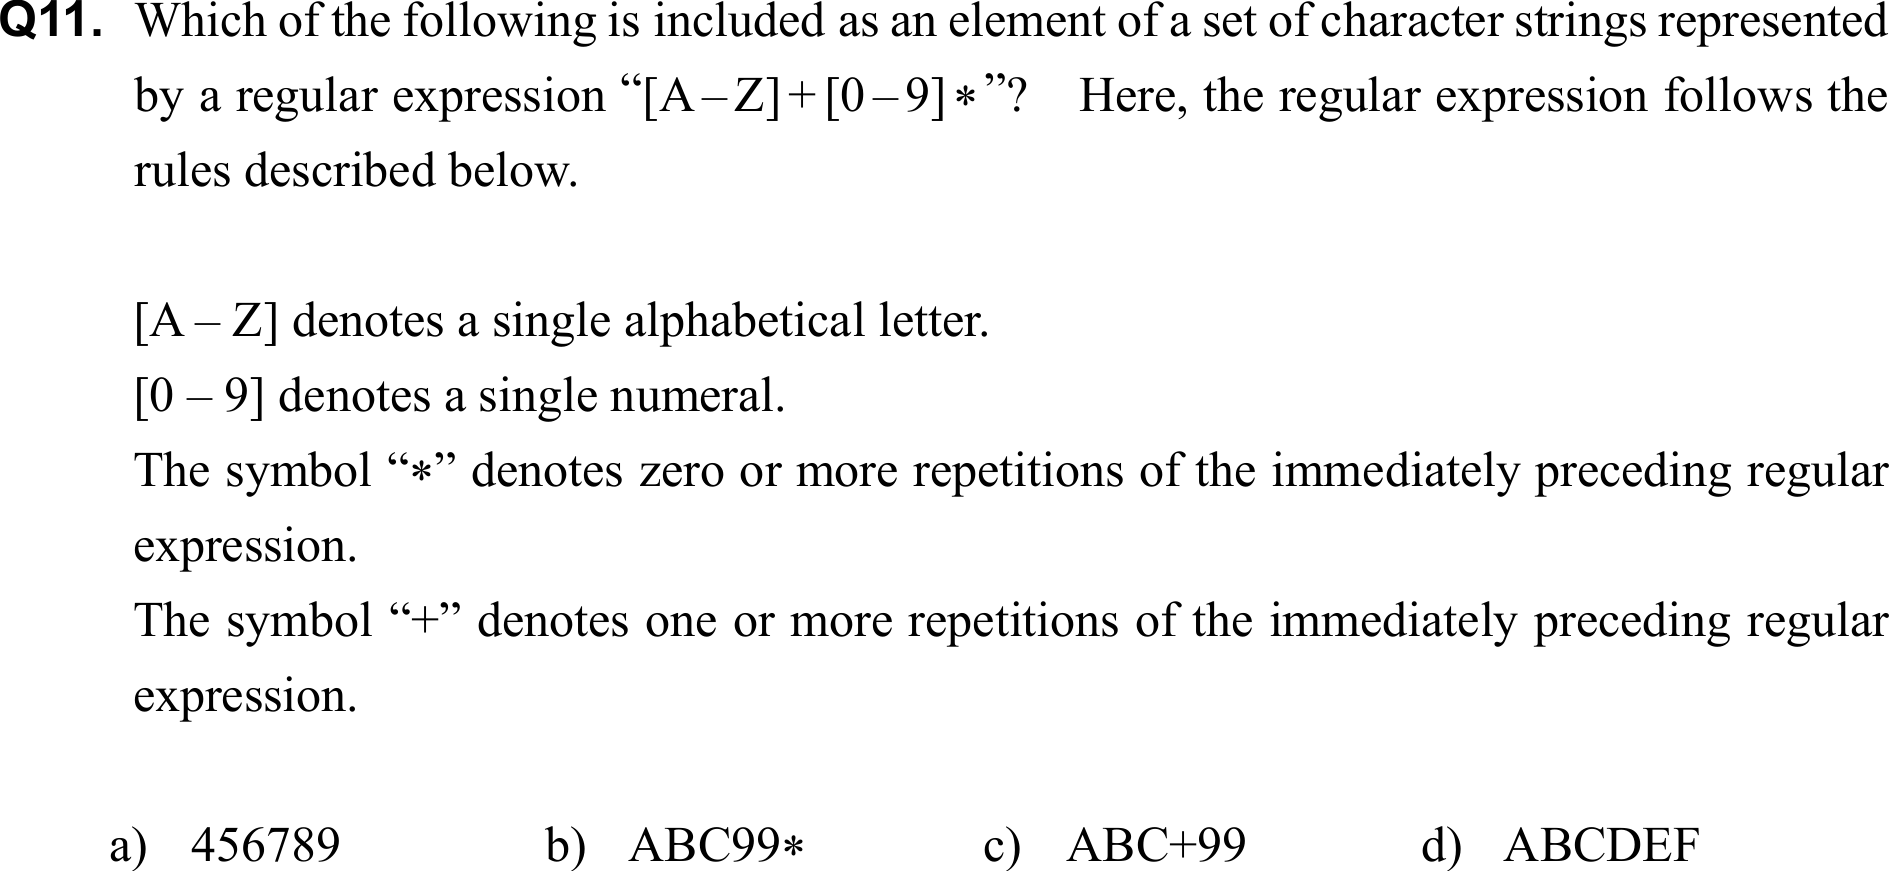 Q11. Which of the following is included as an element of a set of character strings represented
by a regular expression “[A–Z]+[0–9]*”? Here, the regular expression follows the
rules described below.
[A – Z] denotes a single alphabetical letter.
[0 – 9] denotes a single numeral.
The symbol “*” denotes zero or more repetitions of the immediately preceding regular
expression.
The symbol “+” denotes one or more repetitions of the immediately preceding regular
expression.
a) 456789 b) ABC99* c) ABC+99 d) ABCDEF